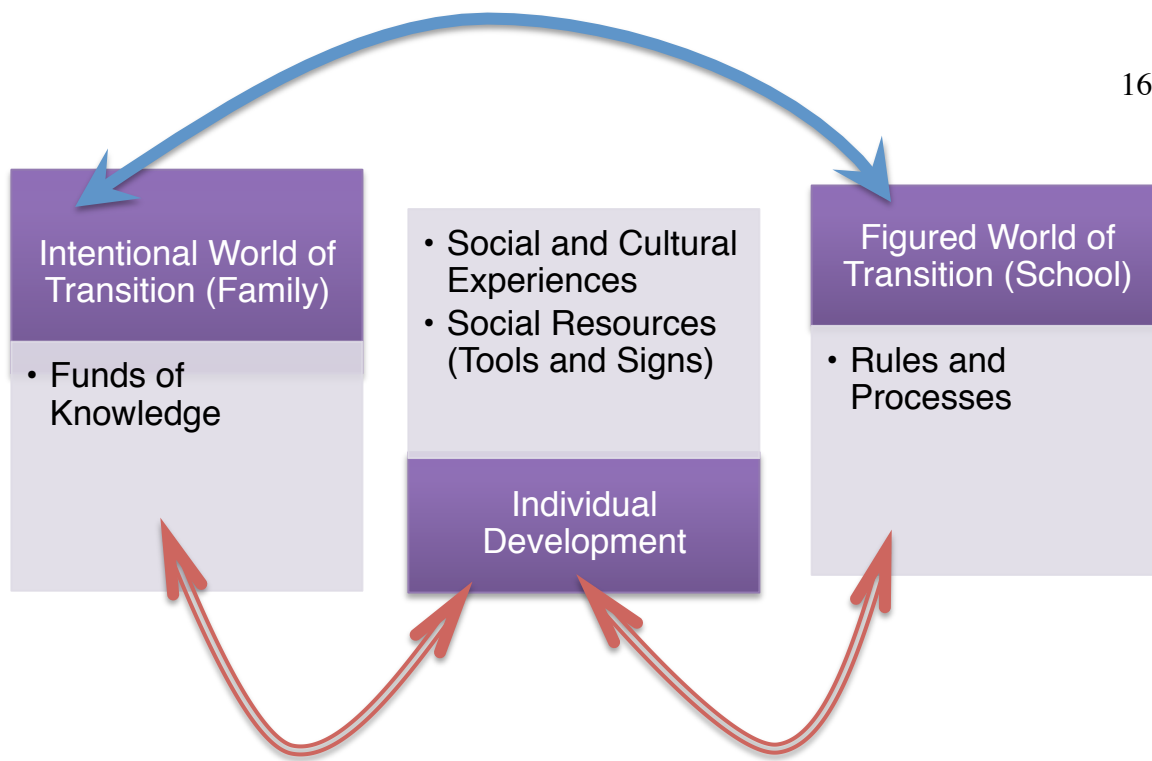 16
Intentional World of
Transition (Family)
• Funds of
Knowledge
• Social and Cultural
Experiences
• Social Resources
(Tools and Signs)
Individual
Development
Figured World of
Transition (School)
• Rules and
Processes